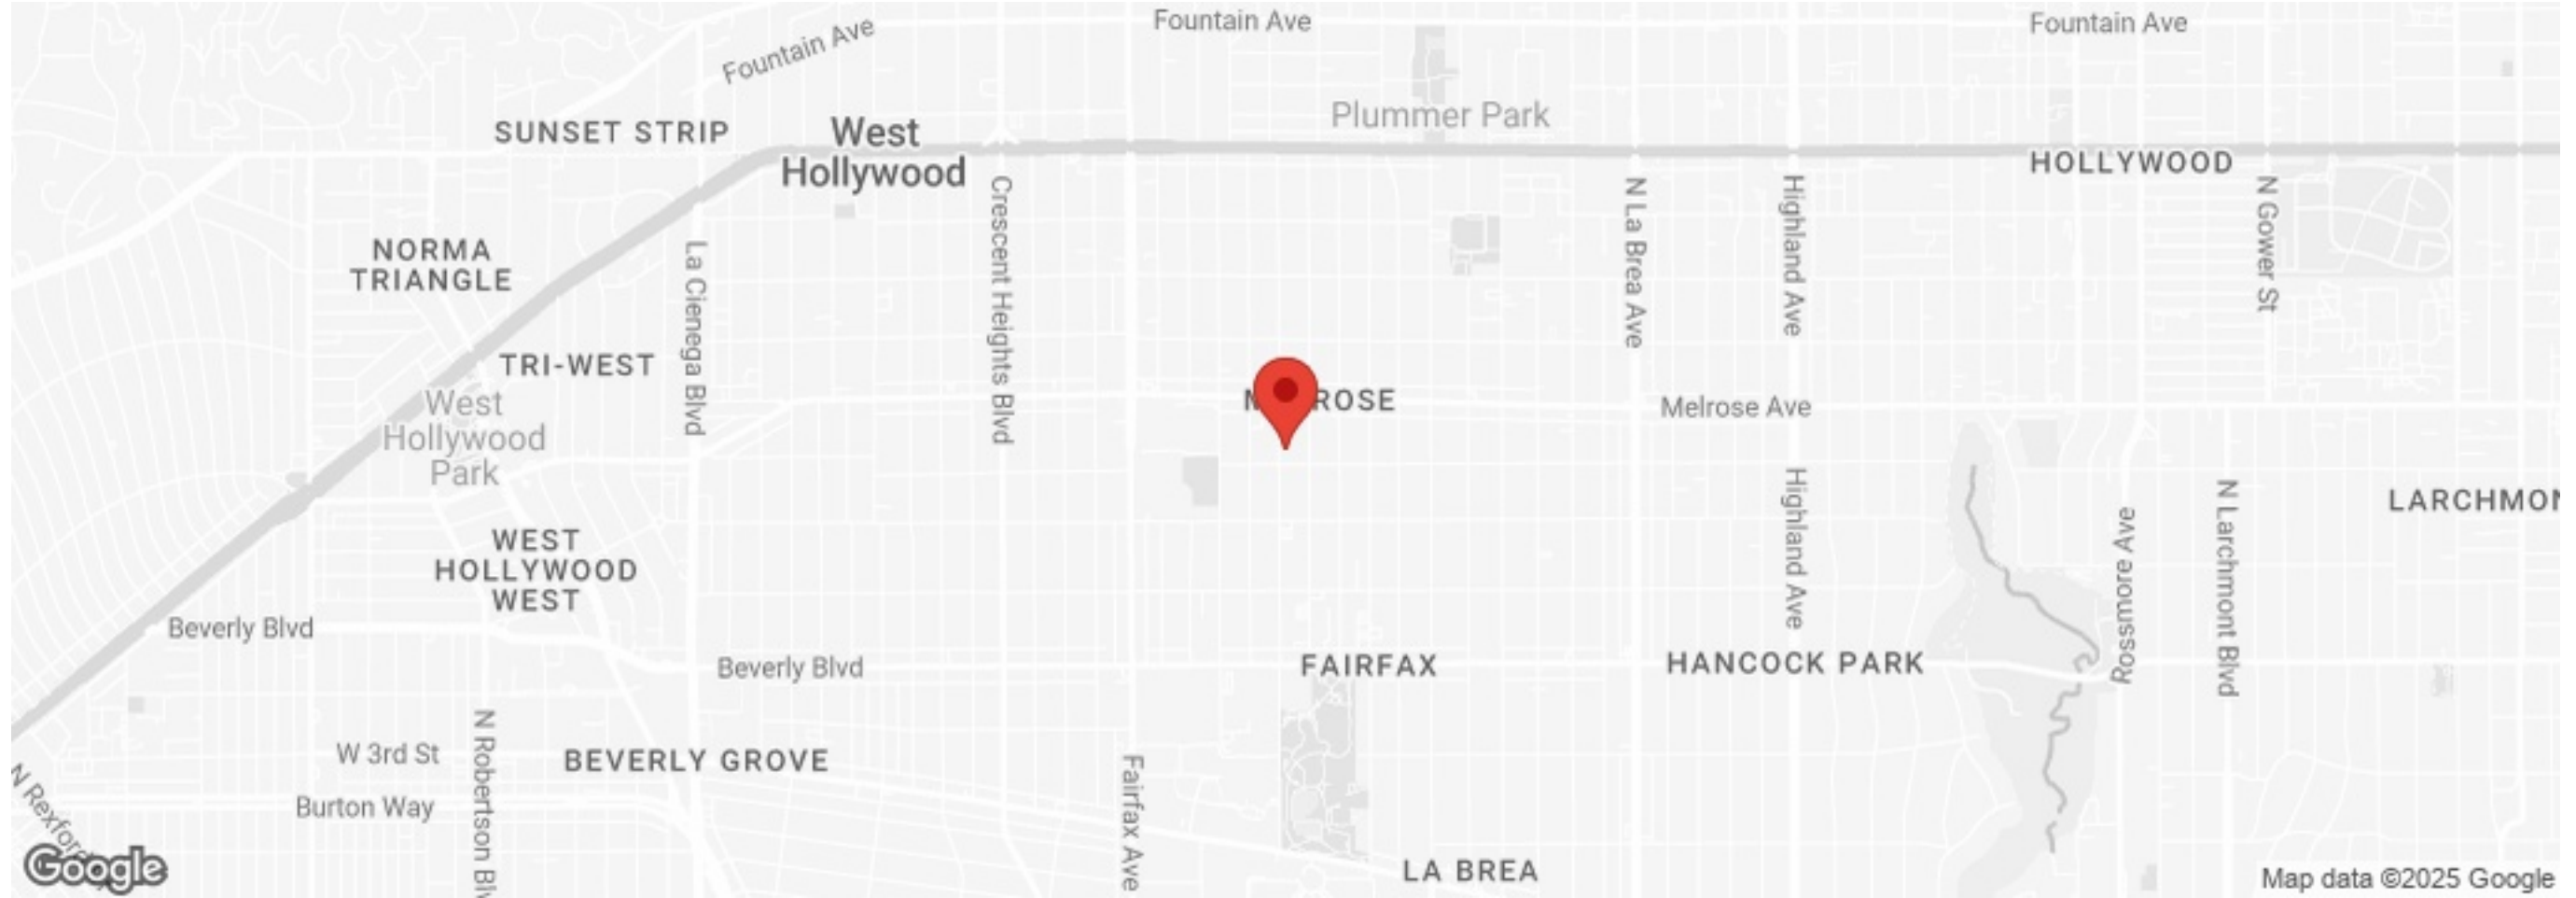 Fountain Ave
Fountain Ave
Fountain Ave
Plummer Park
SUNSET STRIP
West
Hollywood
HOLLYWOOD
NORMA
TRIANGLE
La Cienega Blvd
Crescent Heights Blvd
N La Brea Ave
Highland Ave
N Gower St
TRI-WEST
West
Hollywood
Park
ROSE
Melrose Ave
WEST
HOLLYWOOD
WEST
Highland Ave
Rossmore Ave
N Larchmont Blvd
LARCHMON
Beverly Blvd
Beverly Blvd
FAIRFAX
HANCOCK PARK
W 3rd St
N Robertson Blv
BEVERLY GROVE
Fairfax Ave
Burton Way
N Rexford
LA BREA
Google
Map data ©2025 Google